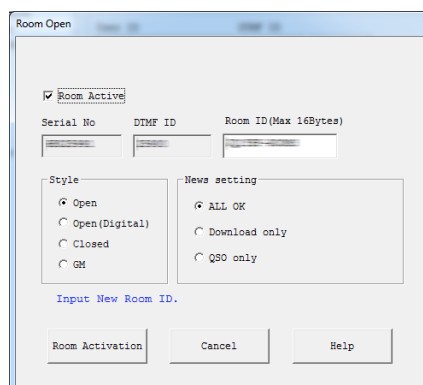 Room Open
Room Active
Serial No DTMF ID Room ID(Max 16Bytes)
Style News setting
Open ALL OK
Open(Digital) Download only
Closed QSO only
GM
Input New Room ID.
Room Activation Cancel Help